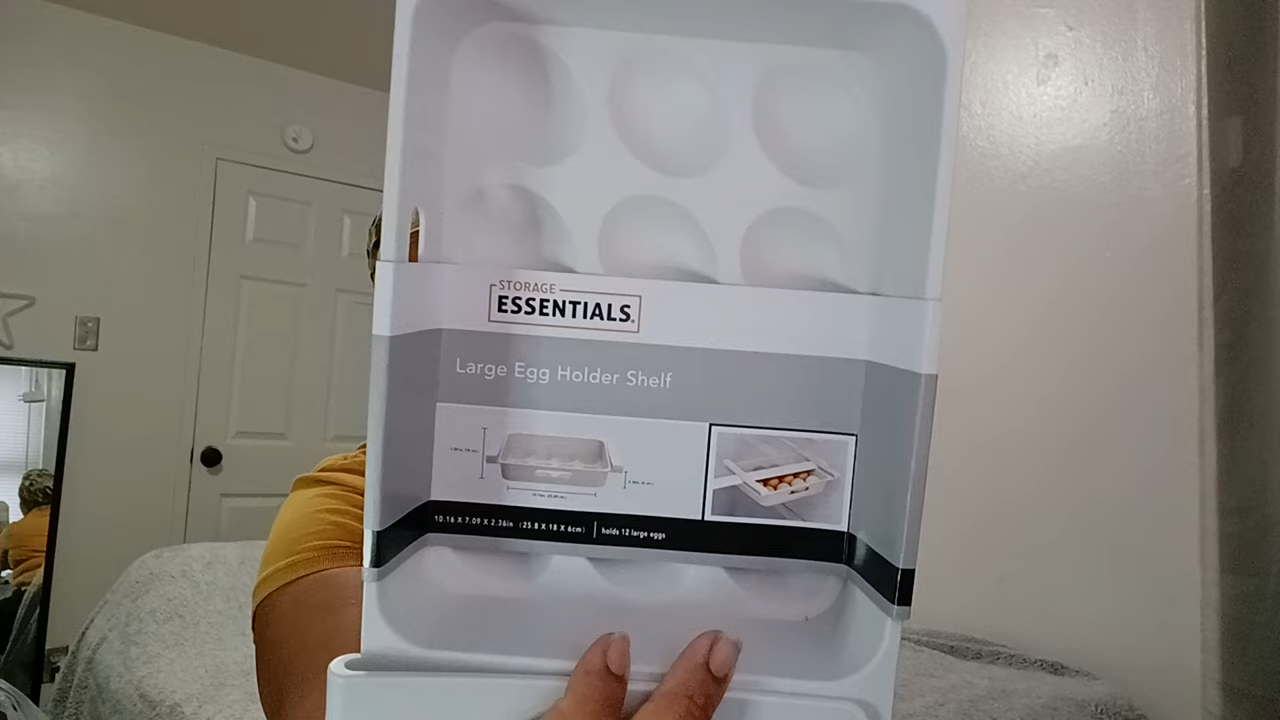 STORAGE
ESSENTIALS®
Large Egg Holder Shelf
10.16 X 7.09 X 2.36in (25.8 X 18 X 6cm) | holds 12 large eggs